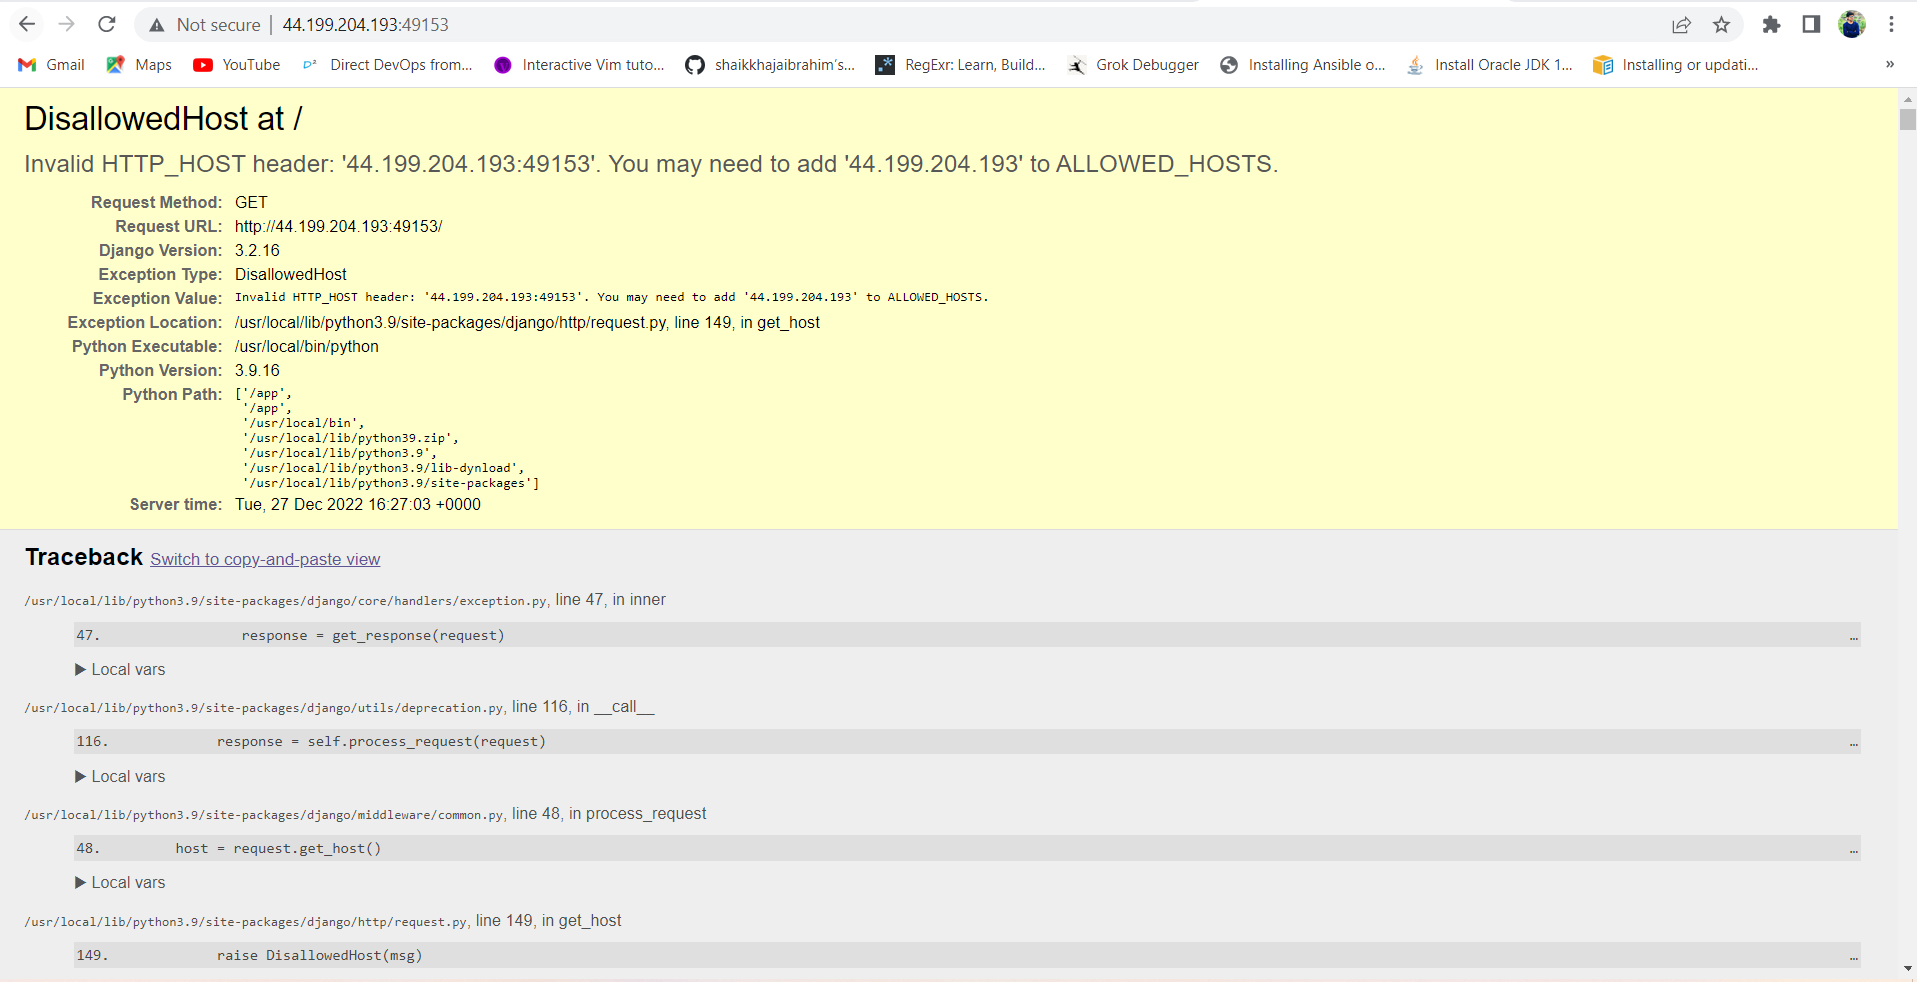 Not secure | 44.199.204.193:49153
Gmail Maps YouTube Direct DevOps from... Interactive Vim tuto... shaikkhajaibrahim's... RegExr: Learn, Build... Grok Debugger Installing Ansible o... Install Oracle JDK 1... Installing or updati... »
DisallowedHost at /
Invalid HTTP_HOST header: '44.199.204.193:49153'. You may need to add '44.199.204.193' to ALLOWED_HOSTS.
Request Method: GET
Request URL: http://44.199.204.193:49153/
Django Version: 3.2.16
Exception Type: DisallowedHost
Exception Value: Invalid HTTP_HOST header: '44.199.204.193:49153'. You may need to add '44.199.204.193' to ALLOWED_HOSTS.
Exception Location: /usr/local/lib/python3.9/site-packages/django/http/request.py, line 149, in get_host
Python Executable: /usr/local/bin/python
Python Version: 3.9.16
Python Path: ['/app',
'/app',
'/usr/local/bin',
'/usr/local/lib/python39.zip',
'/usr/local/lib/python3.9',
'/usr/local/lib/python3.9/lib-dynload',
'/usr/local/lib/python3.9/site-packages']
Server time: Tue, 27 Dec 2022 16:27:03 +0000
Traceback Switch to copy-and-paste view
/usr/local/lib/python3.9/site-packages/django/core/handlers/exception.py, line 47, in inner
47. response = get_response(request) …
▶ Local vars
/usr/local/lib/python3.9/site-packages/django/utils/deprecation.py, line 116, in __call__
116. response = self.process_request(request) …
▶ Local vars
/usr/local/lib/python3.9/site-packages/django/middleware/common.py, line 48, in process_request
48. host = request.get_host() …
▶ Local vars
/usr/local/lib/python3.9/site-packages/django/http/request.py, line 149, in get_host
149. raise DisallowedHost(msg) …